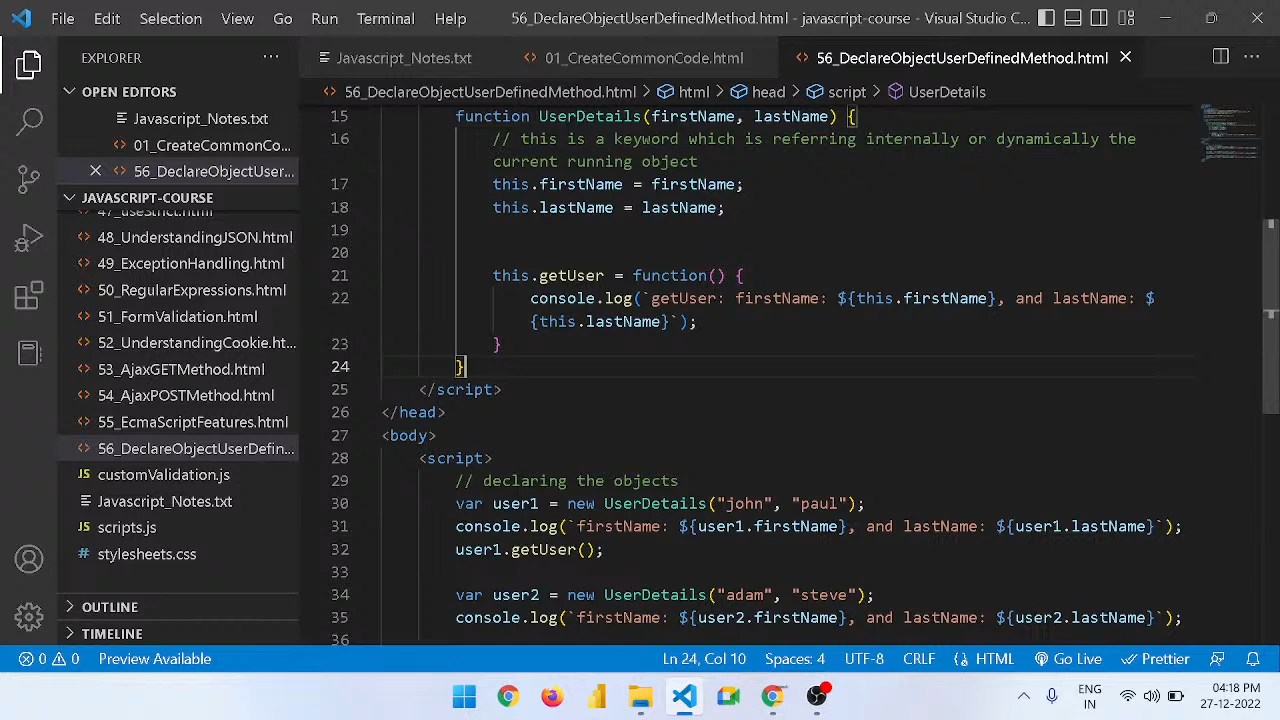 File Edit Selection View Go Run Terminal Help 56_DeclareObjectUserDefinedMethod.html - javascript-course - Visual Studio C...
EXPLORER ...
Javascript_Notes.txt 01_CreateCommonCode.html 56_DeclareObjectUserDefinedMethod.html
56_DeclareObjectUserDefinedMethod.html > html > head > script > UserDetails
OPEN EDITORS
Javascript_Notes.txt
01_CreateCommonCo...
56_DeclareObjectUser...
JAVASCRIPT-COURSE
47_useStrict.html
48_UnderstandingJSON.html
49_ExceptionHandling.html
50_RegularExpressions.html
51_FormValidation.html
52_UnderstandingCookie.ht...
53_AjaxGETMethod.html
54_AjaxPOSTMethod.html
55_EcmaScriptFeatures.html
56_DeclareObjectUserDefin...
customValidation.js
Javascript_Notes.txt
scripts.js
stylesheets.css
OUTLINE
TIMELINE
15 function UserDetails(firstName, lastName) {
16 // this is a keyword which is referring internally or dynamically the
current running object
17 this.firstName = firstName;
18 this.lastName = lastName;
19
20
21 this.getUser = function() {
22 console.log(`getUser: firstName: ${this.firstName}, and lastName: $
{this.lastName}`);
23 }
24 }
25 </script>
26 </head>
27 <body>
28 <script>
29 // declaring the objects
30 var user1 = new UserDetails("john", "paul");
31 console.log(`firstName: ${user1.firstName}, and lastName: ${user1.lastName}`);
32 user1.getUser();
33
34 var user2 = new UserDetails("adam", "steve");
35 console.log(`firstName: ${user2.firstName}, and lastName: ${user2.lastName}`);
36
0 0 Preview Available Ln 24, Col 10 Spaces: 4 UTF-8 CRLF HTML Go Live Prettier
ENG
IN
04:18 PM
27-12-2022